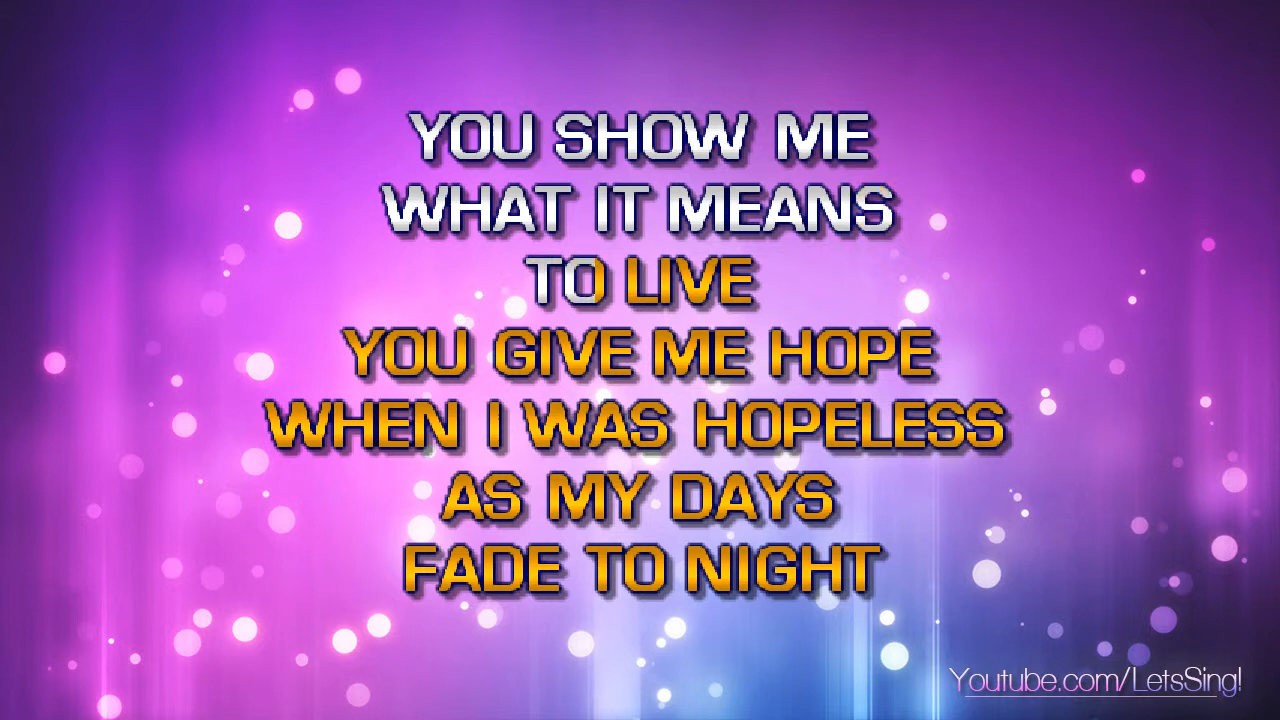 YOU SHOW ME
WHAT IT MEANS
TO LIVE
YOU GIVE ME HOPE
WHEN I WAS HOPELESS
AS MY DAYS
FADE TO NIGHT
Youtube.com/LetsSing!